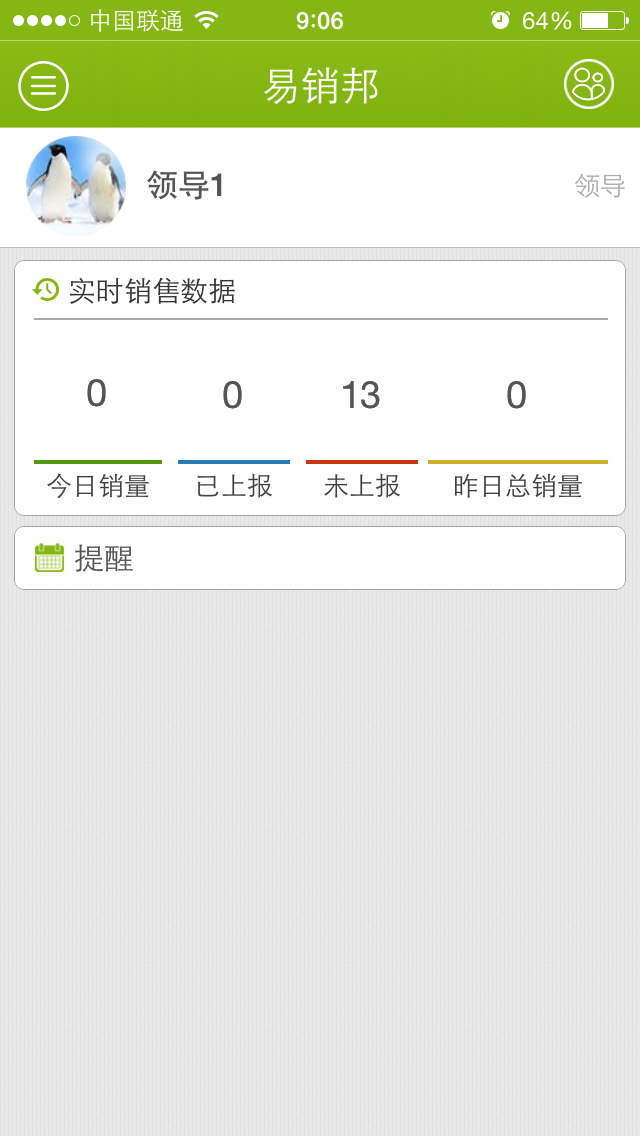 中国联通 9:06 64%
易销邦
领导1 领导
实时销售数据
0 0 13 0
今日销量 已上报 未上报 昨日总销量
提醒